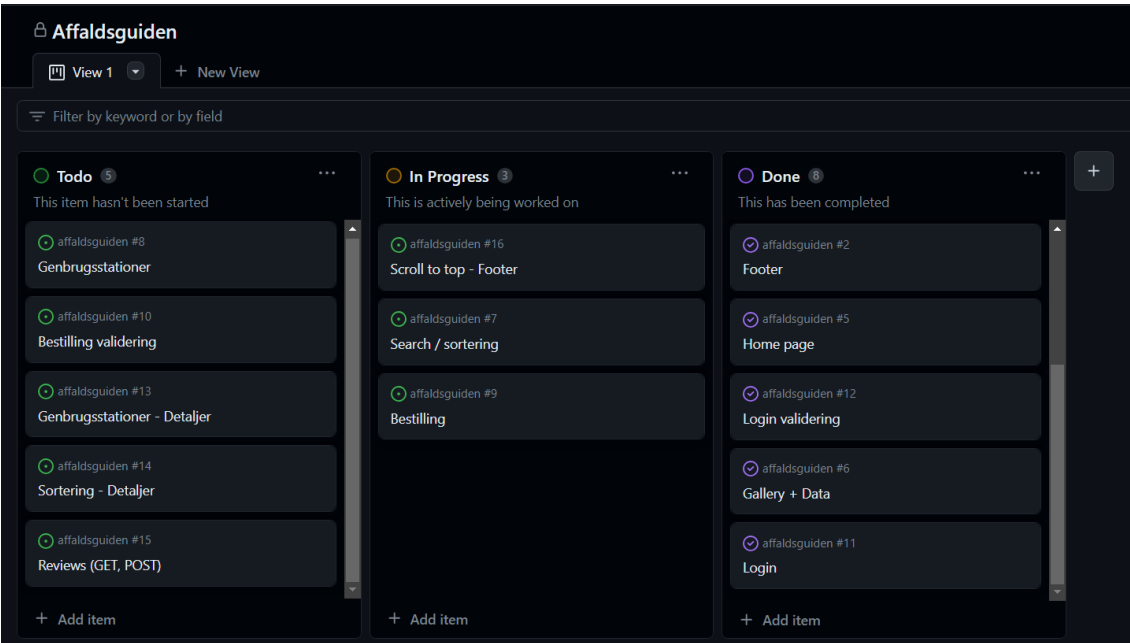 Affaldsguiden
View 1
New View
Filter by keyword or by field
Todo 5
This item hasn't been started
affaldsguiden #8
Genbrugsstationer
affaldsguiden #10
Bestilling validering
affaldsguiden #13
Genbrugsstationer - Detaljer
affaldsguiden #14
Sortering - Detaljer
affaldsguiden #15
Reviews (GET, POST)
+ Add item
In Progress 3
This is actively being worked on
affaldsguiden #16
Scroll to top - Footer
affaldsguiden #7
Search / sortering
affaldsguiden #9
Bestilling
+ Add item
Done 8
This has been completed
affaldsguiden #2
Footer
affaldsguiden #5
Home page
affaldsguiden #12
Login validering
affaldsguiden #6
Gallery + Data
affaldsguiden #11
Login
+ Add item